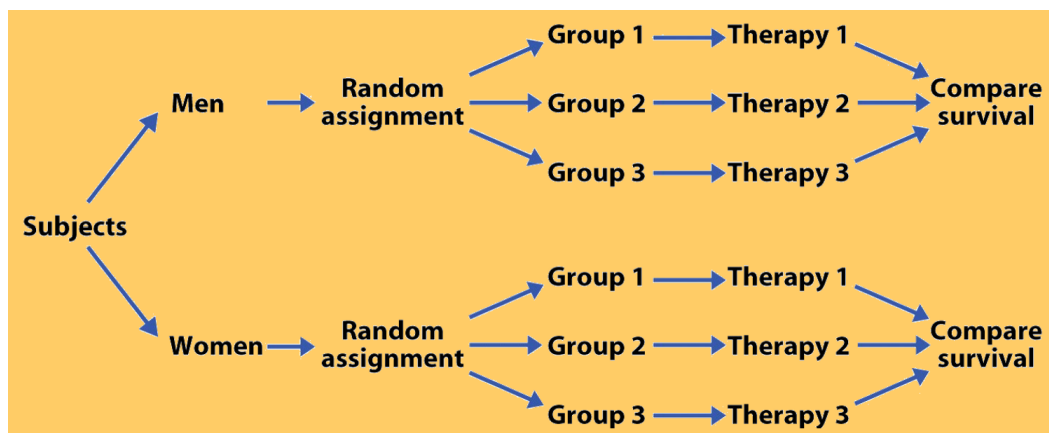 Group 1
Therapy 1
Men
Random
assignment
Group 2
Therapy 2
Compare
survival
Group 3
Therapy 3
Subjects
Group 1
Therapy 1
Women
Random
assignment
Group 2
Therapy 2
Compare
survival
Group 3
Therapy 3